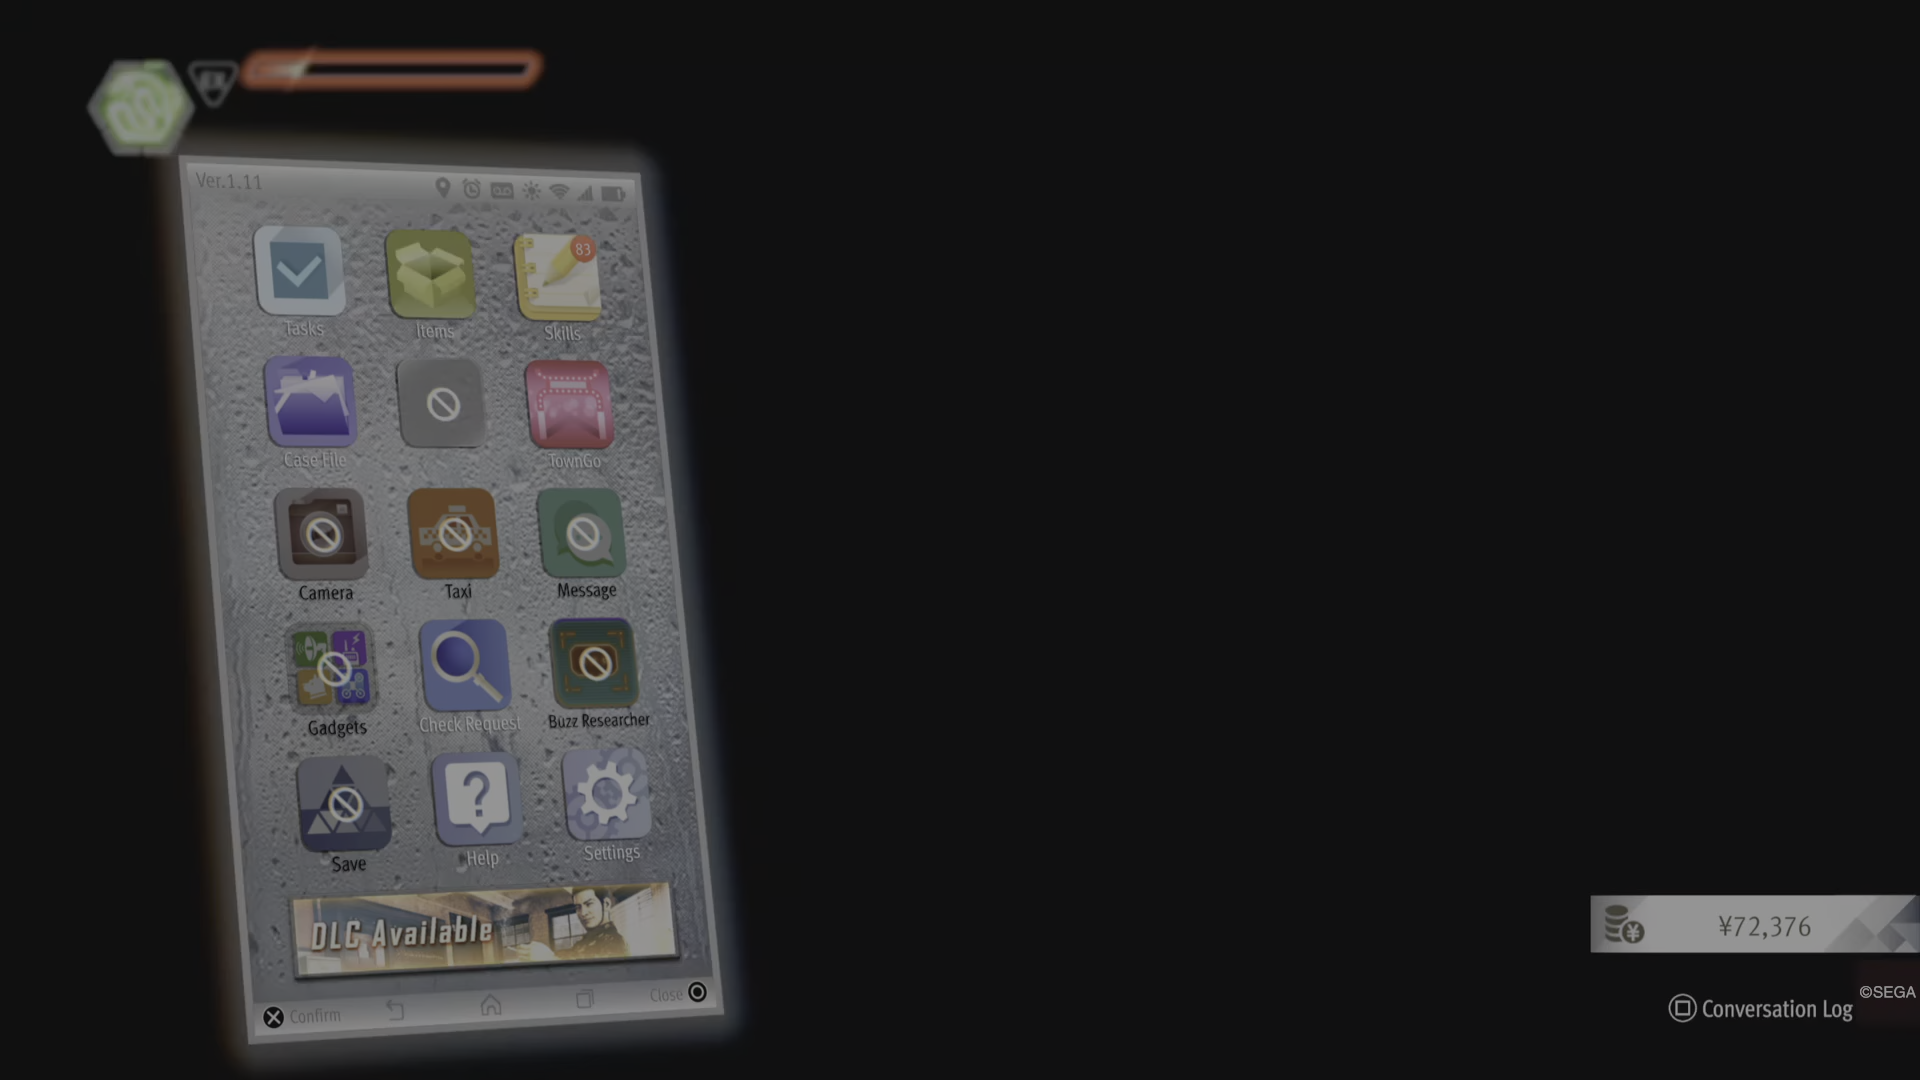 EX
Ver.1.11
83
Tasks
Items
Skills
Case File
TownGo
Camera
Taxi
Message
Gadgets
Check Request
Buzz Researcher
Save
Help
Settings
DLC Available
Confirm
Close
¥72,376
©SEGA
Conversation Log